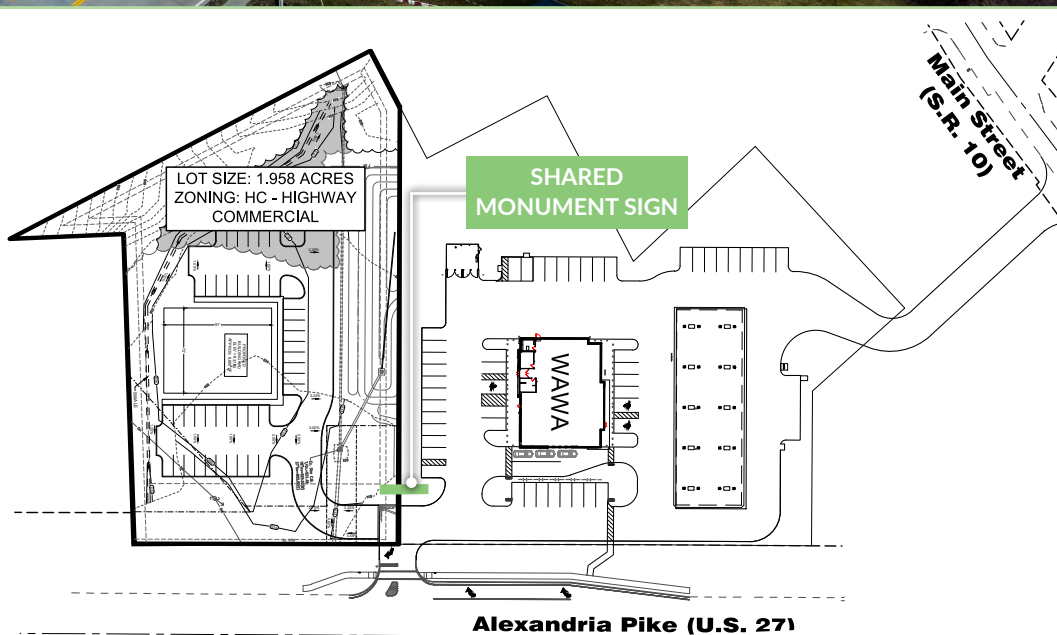 Main Street
(S.R. 10)
LOT SIZE: 1.958 ACRES
ZONING: HC - HIGHWAY
COMMERCIAL
SHARED
MONUMENT SIGN
WAWA
Alexandria Pike (U.S. 27)